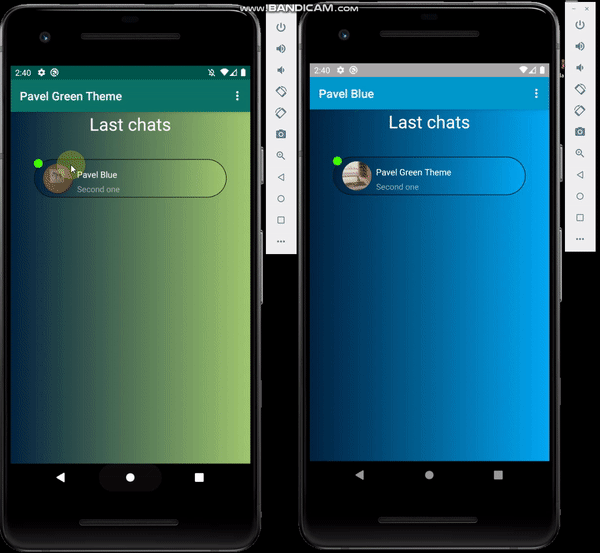 www.BANDICAM.com
2:40
Pavel Green Theme
Last chats
Pavel Blue
Second one
2:40
Pavel Blue
Last chats
Pavel Green Theme
Second one